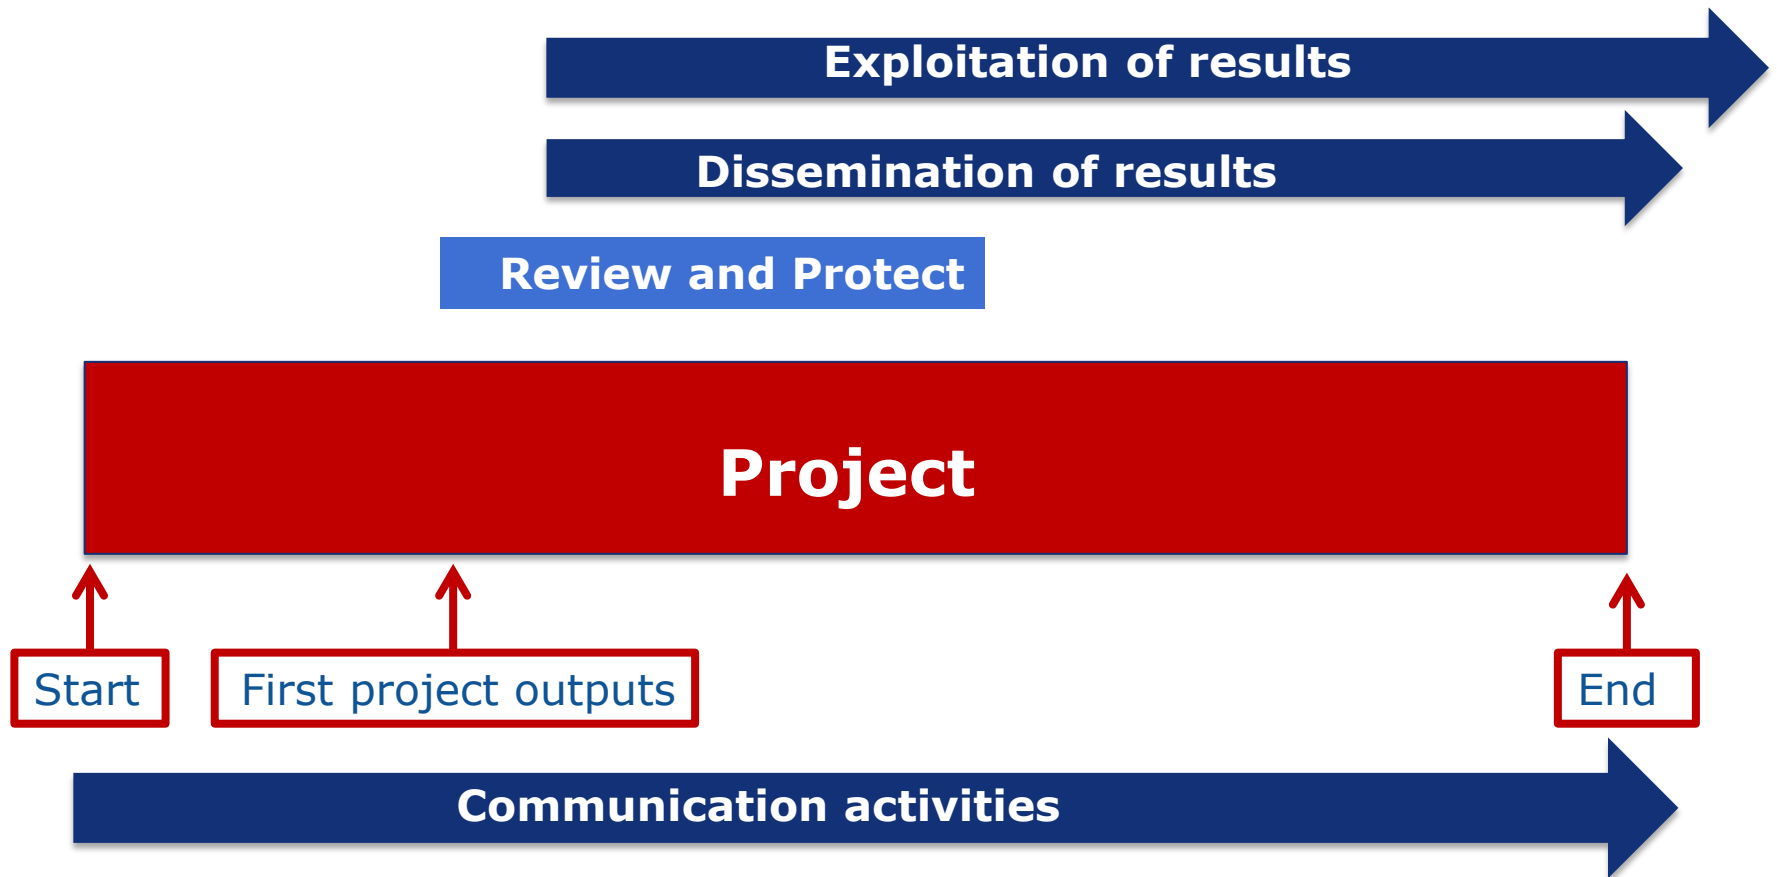 Exploitation of results
Dissemination of results
Review and Protect
Project
Start
First project outputs
End
Communication activities